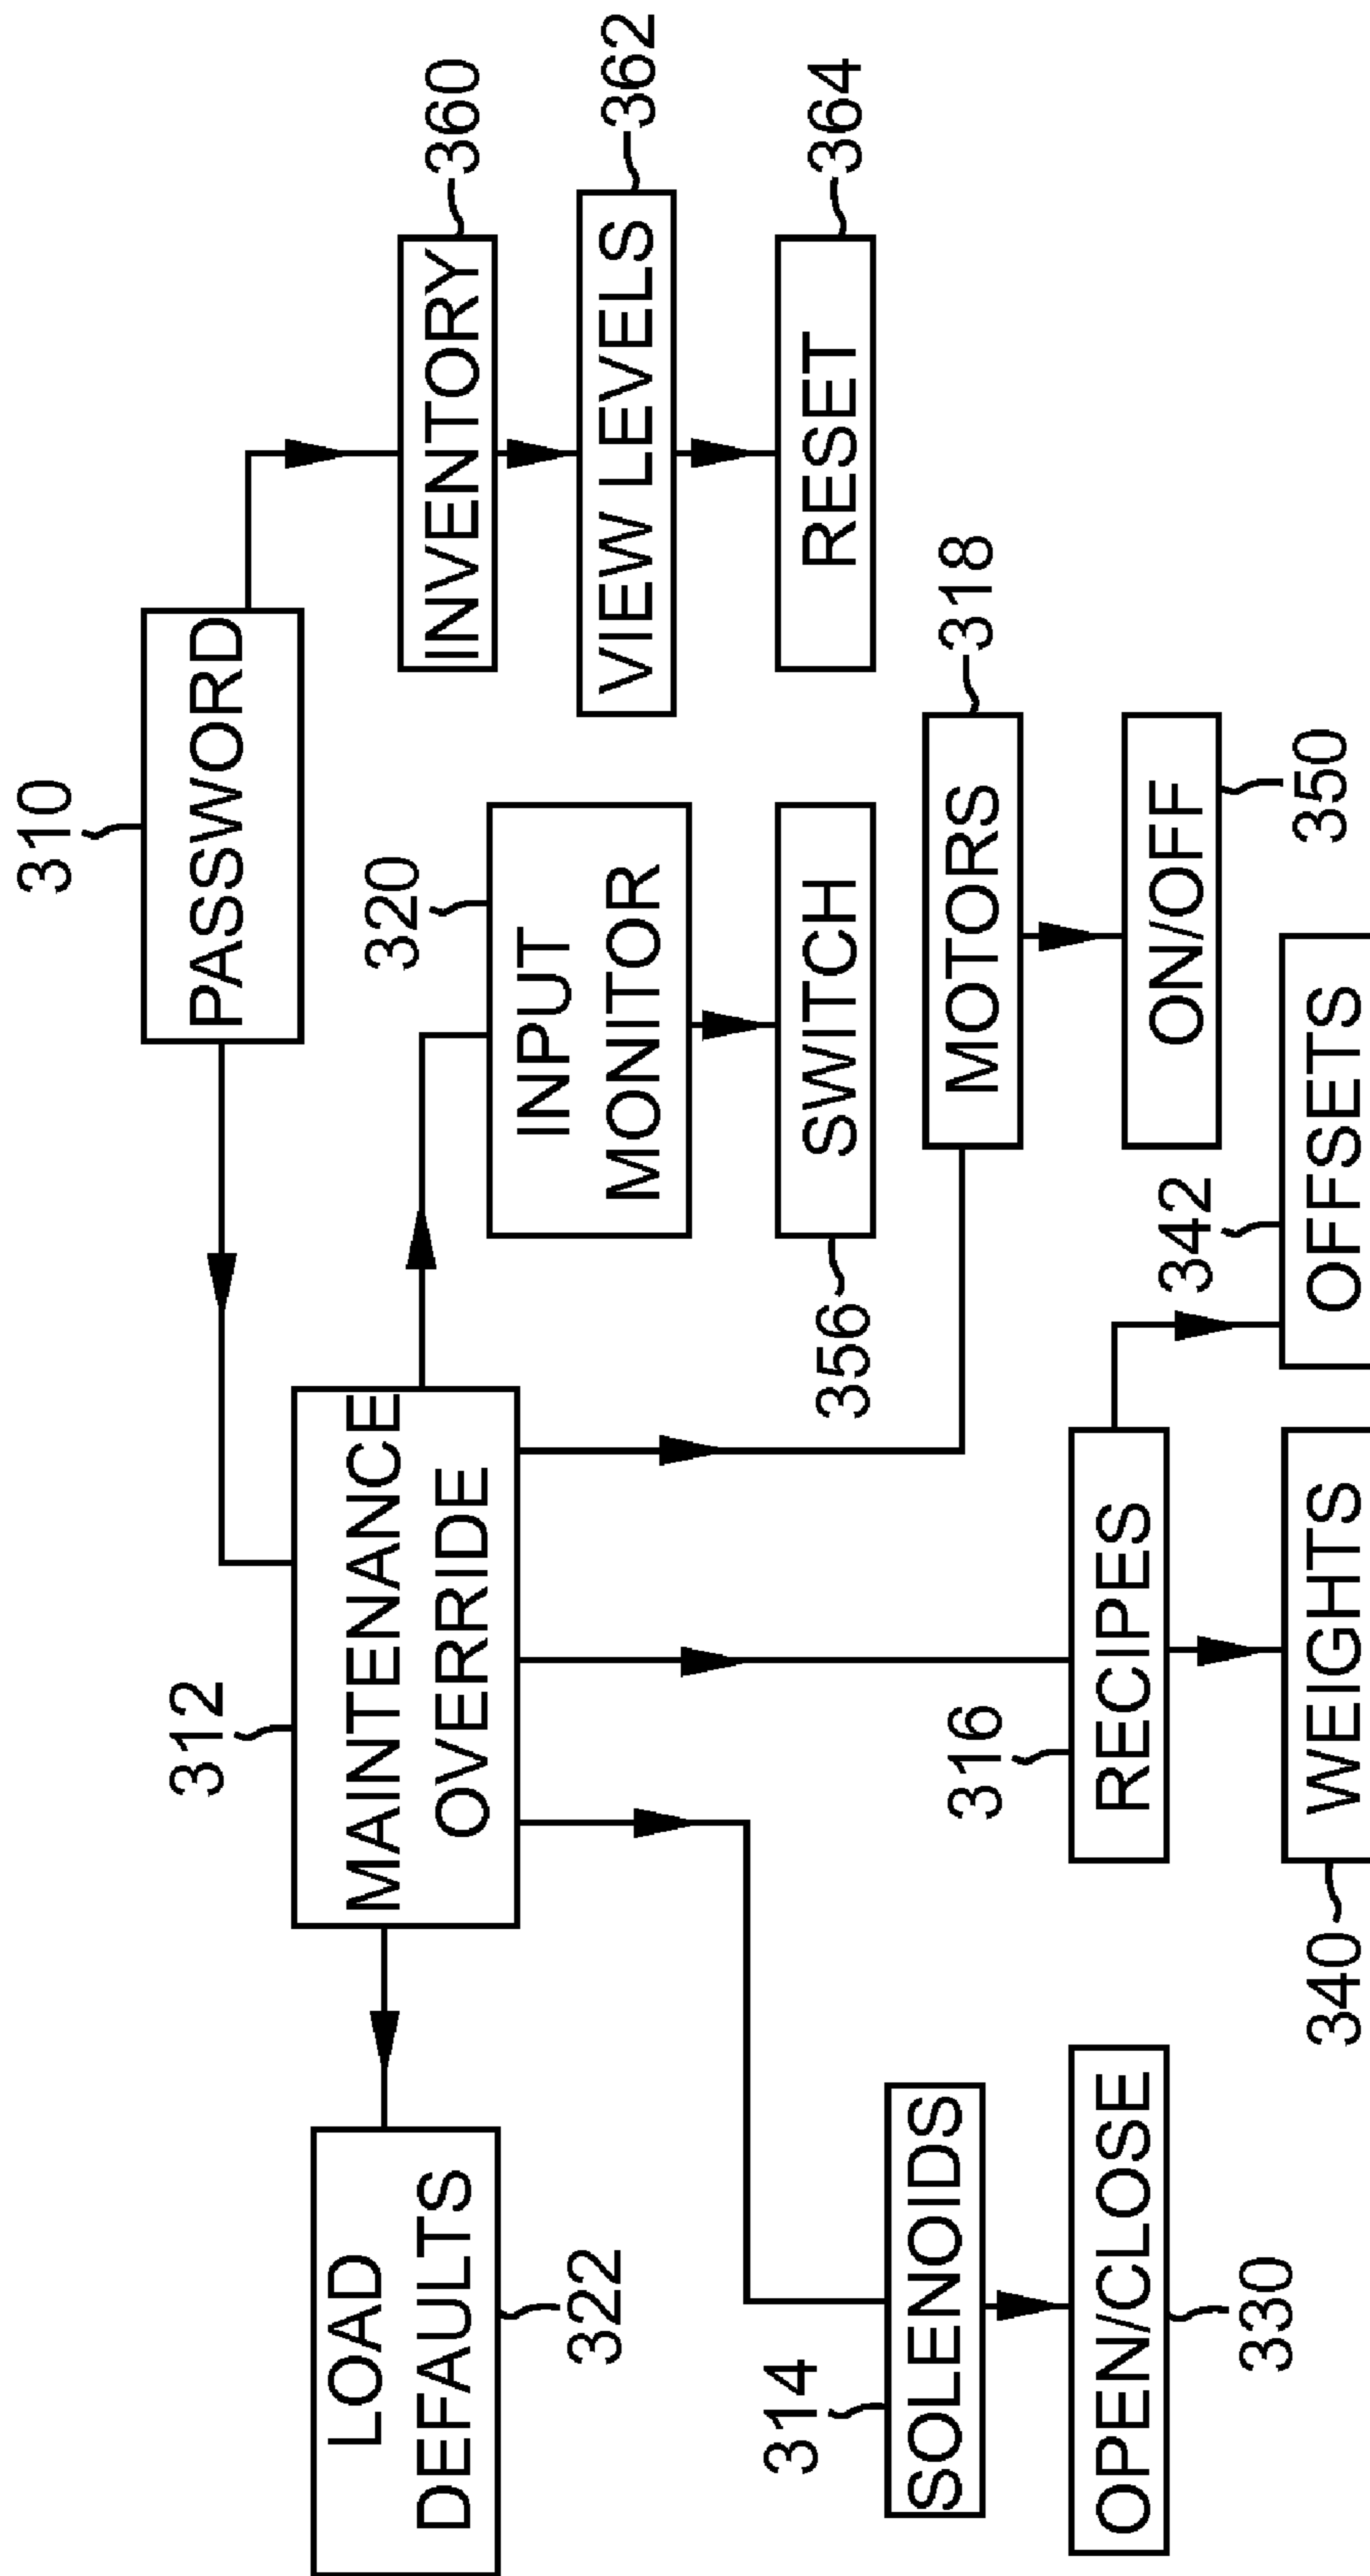 310
PASSWORD
312
MAINTENANCE
OVERRIDE
LOAD
DEFAULTS
322
320
INPUT
MONITOR
INVENTORY
360
VIEW LEVELS
362
SWITCH
356
RESET
364
314
SOLENOIDS
MOTORS
318
316
RECIPES
OPEN/CLOSE
330
ON/OFF
350
342
340
WEIGHTS
OFFSETS